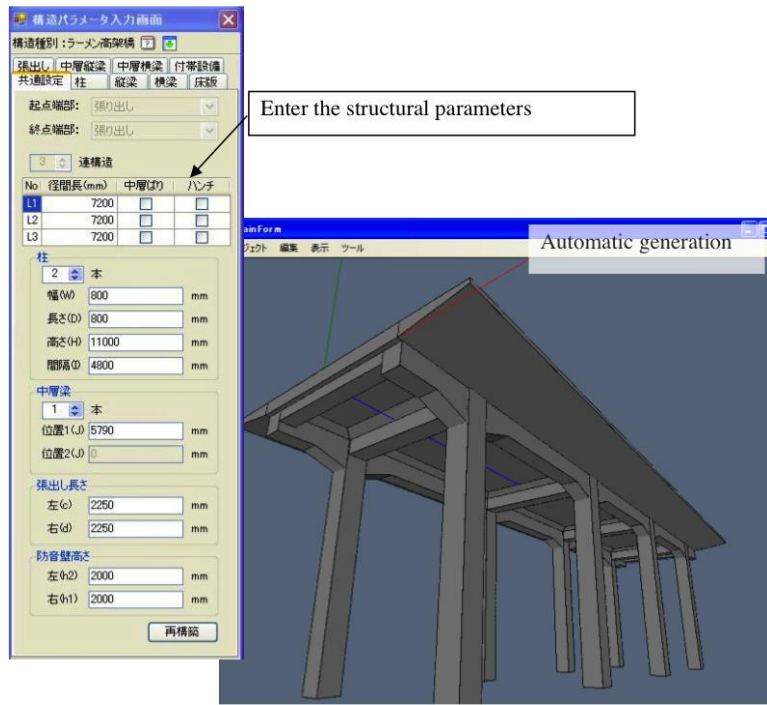 構造パラメータ入力画面
構造種別 : ラーメン高架橋
張出し 中層縦梁 中層横梁 付帯設備
共通設定 柱 縦梁 横梁 床版
起点端部: 張り出し
終点端部: 張り出し
3 連構造
No 径間長(mm) 中層ばり ハンチ
L1 7200
L2 7200
L3 7200
柱
2 本
幅(W) 800 mm
長さ(D) 800 mm
高さ(H) 11000 mm
間隔(I) 4800 mm
中層梁
1 本
位置1(J) 5790 mm
位置2(J) 0 mm
張出し長さ
左(c) 2250 mm
右(d) 2250 mm
防音壁高さ
左(h2) 2000 mm
右(h1) 2000 mm
再構築
Enter the structural parameters
ainForm
ジェクト 編集 表示 ツール
Automatic generation